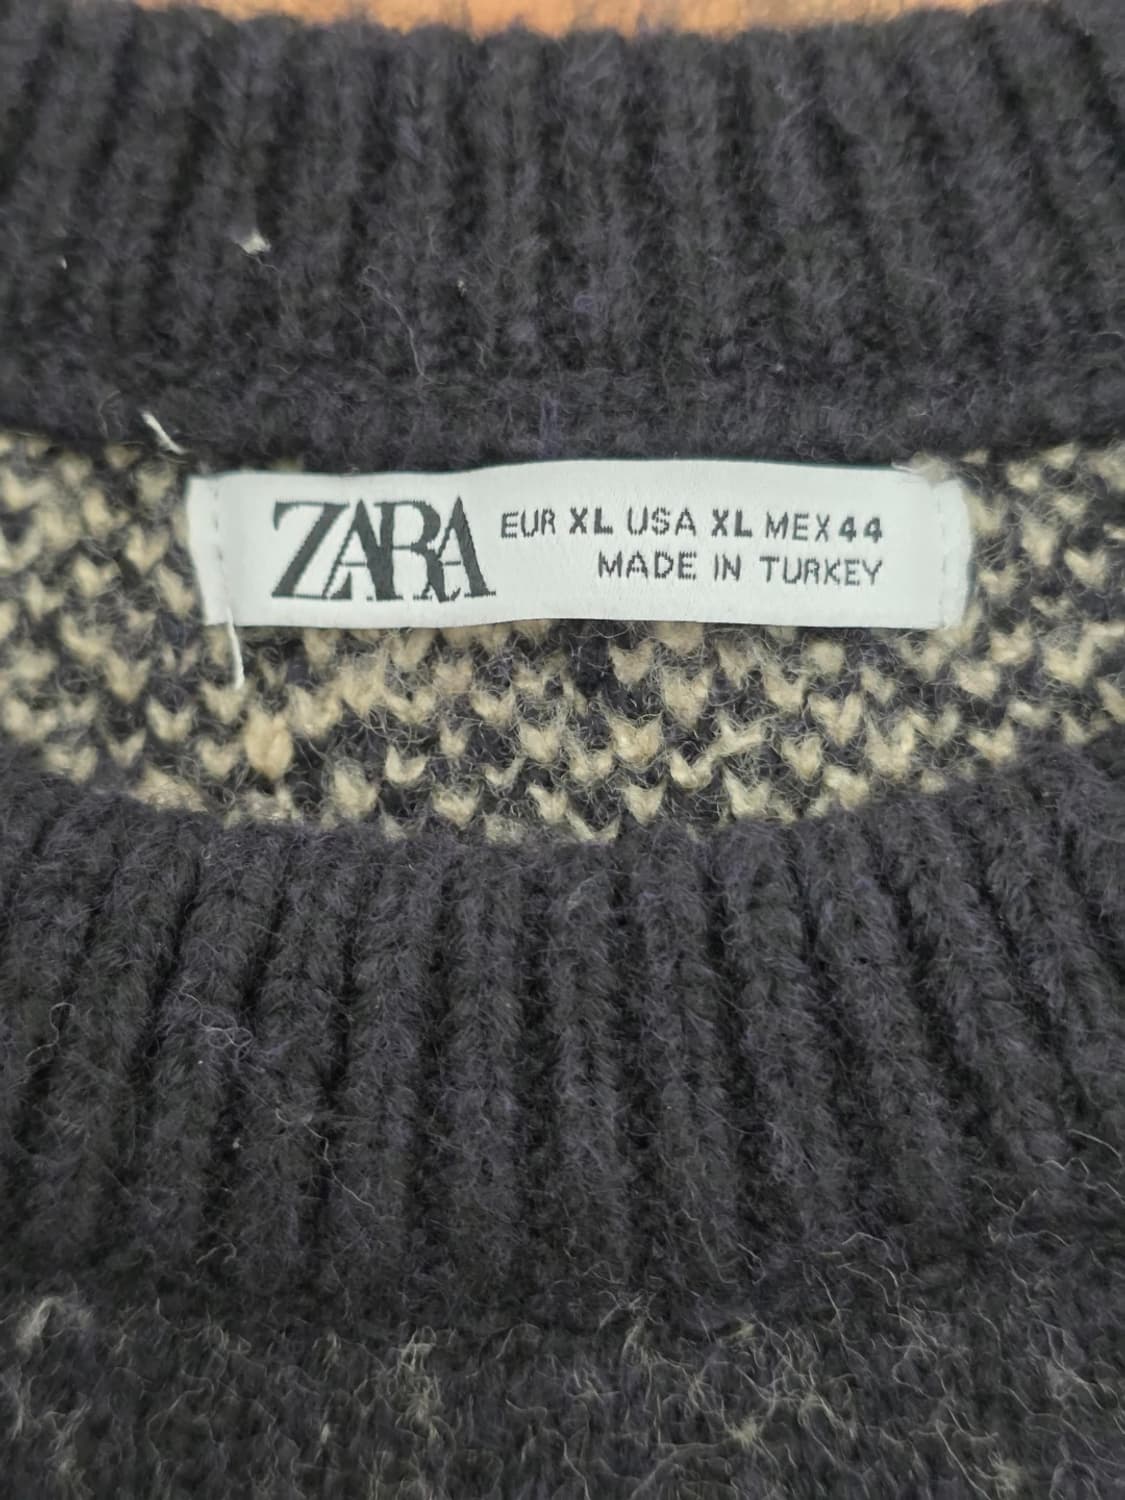 ZARA
EUR XL USA XL MEX 44
MADE IN TURKEY